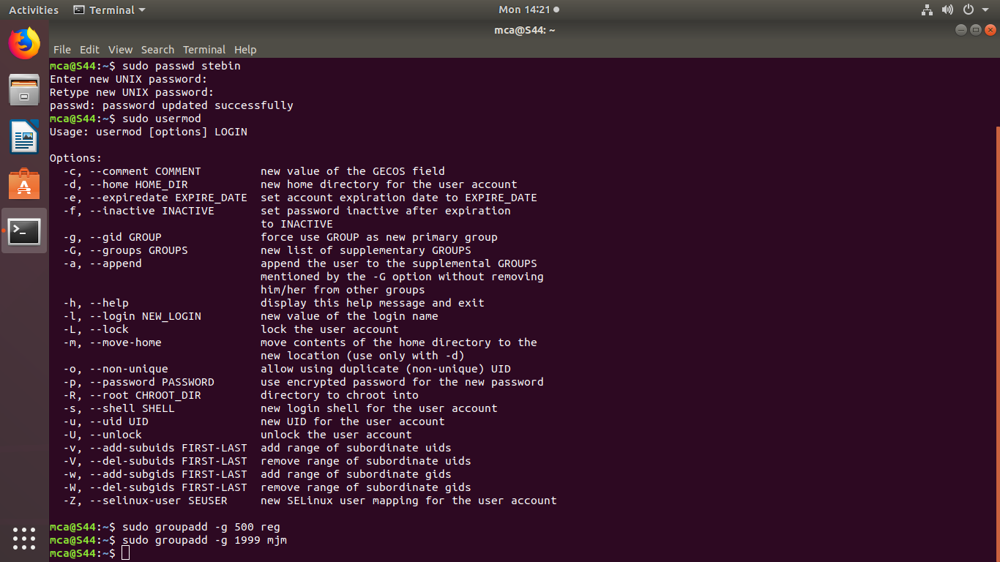 Activities Terminal Mon 14:21
mca@S44: ~
File Edit View Search Terminal Help
mca@S44:~$ sudo passwd stebin
Enter new UNIX password:
Retype new UNIX password:
passwd: password updated successfully
mca@S44:~$ sudo usermod
Usage: usermod [options] LOGIN
Options:
-c, --comment COMMENT new value of the GECOS field
-d, --home HOME_DIR new home directory for the user account
-e, --expiredate EXPIRE_DATE set account expiration date to EXPIRE_DATE
-f, --inactive INACTIVE set password inactive after expiration
to INACTIVE
-g, --gid GROUP force use GROUP as new primary group
-G, --groups GROUPS new list of supplementary GROUPS
-a, --append append the user to the supplemental GROUPS
mentioned by the -G option without removing
him/her from other groups
-h, --help display this help message and exit
-l, --login NEW_LOGIN new value of the login name
-L, --lock lock the user account
-m, --move-home move contents of the home directory to the
new location (use only with -d)
-o, --non-unique allow using duplicate (non-unique) UID
-p, --password PASSWORD use encrypted password for the new password
-R, --root CHROOT_DIR directory to chroot into
-s, --shell SHELL new login shell for the user account
-u, --uid UID new UID for the user account
-U, --unlock unlock the user account
-v, --add-subuids FIRST-LAST add range of subordinate uids
-V, --del-subuids FIRST-LAST remove range of subordinate uids
-w, --add-subgids FIRST-LAST add range of subordinate gids
-W, --del-subgids FIRST-LAST remove range of subordinate gids
-Z, --selinux-user SEUSER new SELinux user mapping for the user account
mca@S44:~$ sudo groupadd -g 500 reg
mca@S44:~$ sudo groupadd -g 1999 mjm
mca@S44:~$